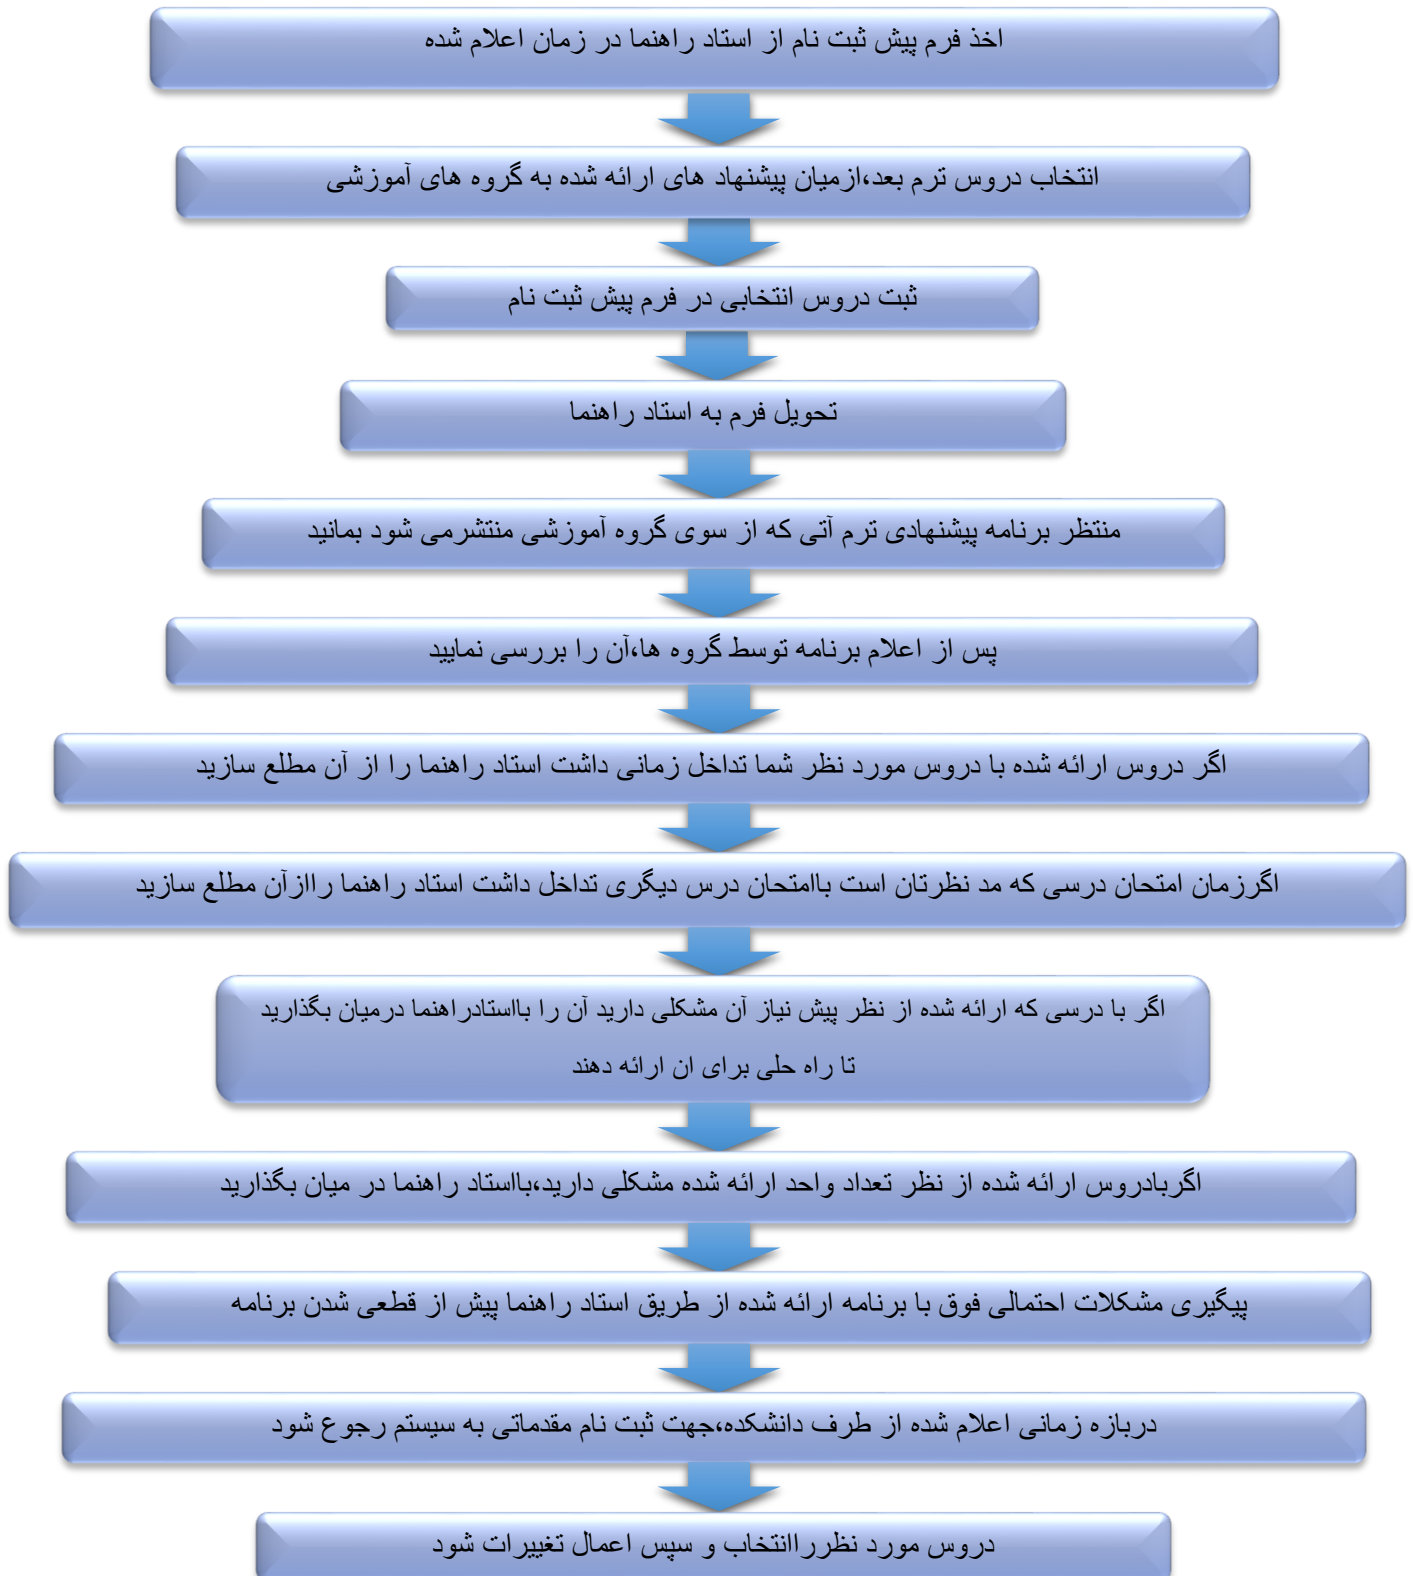 اخذ فرم پیش ثبت نام از استاد راهنما در زمان اعلام شده
انتخاب دروس ترم بعد،ازمیان پیشنهاد های ارائه شده به گروه های آموزشی
ثبت دروس انتخابی در فرم پیش ثبت نام
تحویل فرم به استاد راهنما
منتظر برنامه پیشنهادی ترم آتی که از سوی گروه آموزشی منتشرمی شود بمانید
پس از اعلام برنامه توسط گروه ها،آن را بررسی نمایید
اگر دروس ارائه شده با دروس مورد نظر شما تداخل زمانی داشت استاد راهنما را از آن مطلع سازید
اگرزمان امتحان درسی که مد نظرتان است باامتحان درس دیگری تداخل داشت استاد راهنما راازآن مطلع سازید
اگر با درسی که ارائه شده از نظر پیش نیاز آن مشکلی دارید آن را بااستادراهنما درمیان بگذارید
تا راه حلی برای ان ارائه دهند
اگربادروس ارائه شده از نظر تعداد واحد ارائه شده مشکلی دارید،بااستاد راهنما در میان بگذارید
پیگیری مشکلات احتمالی فوق با برنامه ارائه شده از طریق استاد راهنما پیش از قطعی شدن برنامه
دربازه زمانی اعلام شده از طرف دانشکده،جهت ثبت نام مقدماتی به سیستم رجوع شود
دروس مورد نظرراانتخاب و سپس اعمال تغییرات شود